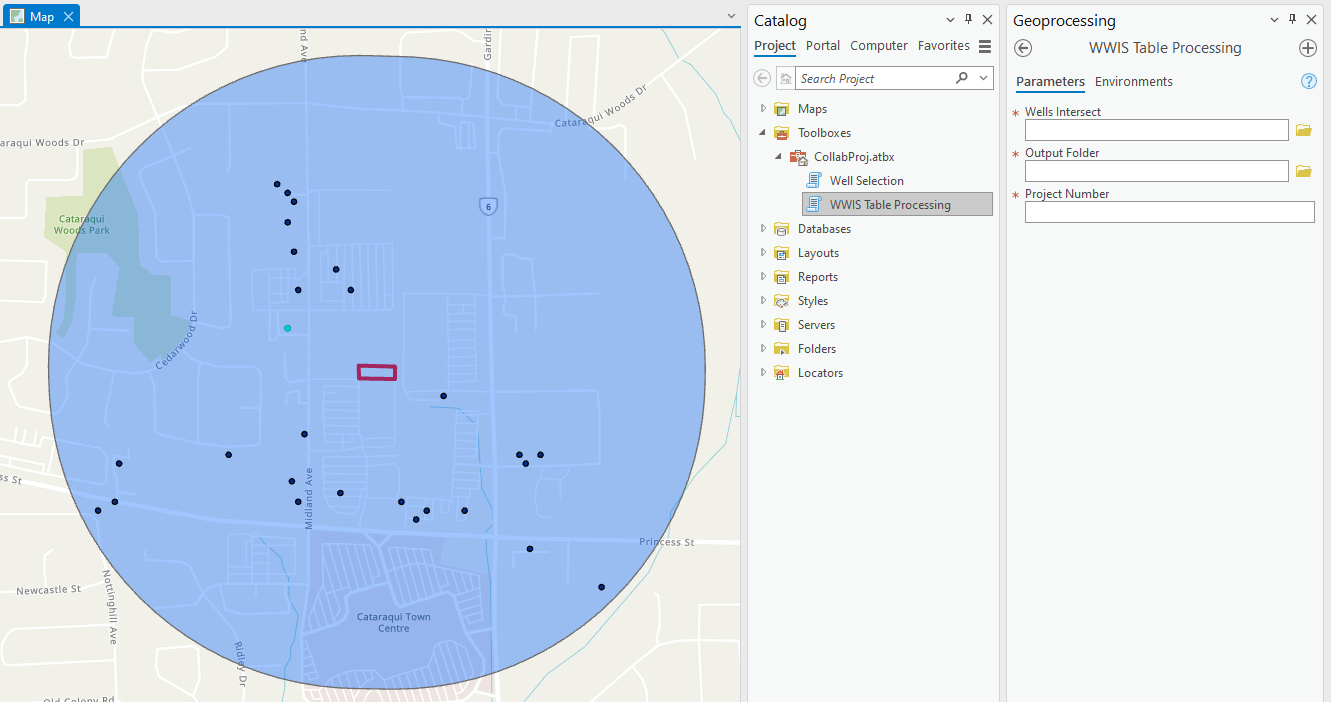 Map
nd Ave
Gardin
Cataraqui Woods Dr
araqui Woods Dr
Cataraqui
Woods Park
6
Cedarwood Dr
ss St
Midland Ave
Princess St
Newcastle St
Nottinghill Ave
Cataraqui Town
Centre
Ridley Dr
Old Colony Rd
Catalog
Project Portal Computer Favorites
Search Project
Maps
Toolboxes
CollabProj.atbx
Well Selection
WWIS Table Processing
Databases
Layouts
Reports
Styles
Servers
Folders
Locators
Geoprocessing
WWIS Table Processing
Parameters Environments
?
* Wells Intersect
* Output Folder
* Project Number